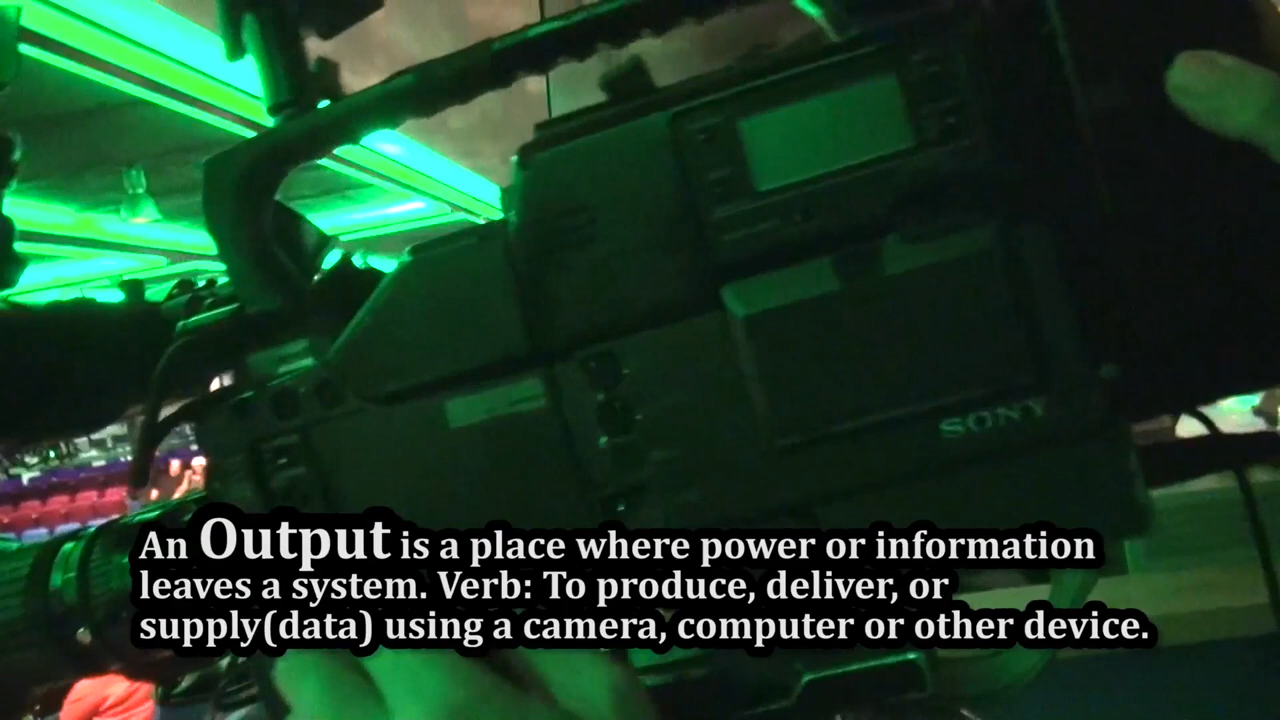 SONY
An Output is a place where power or information
leaves a system. Verb: To produce, deliver, or
supply(data) using a camera, computer or other device.